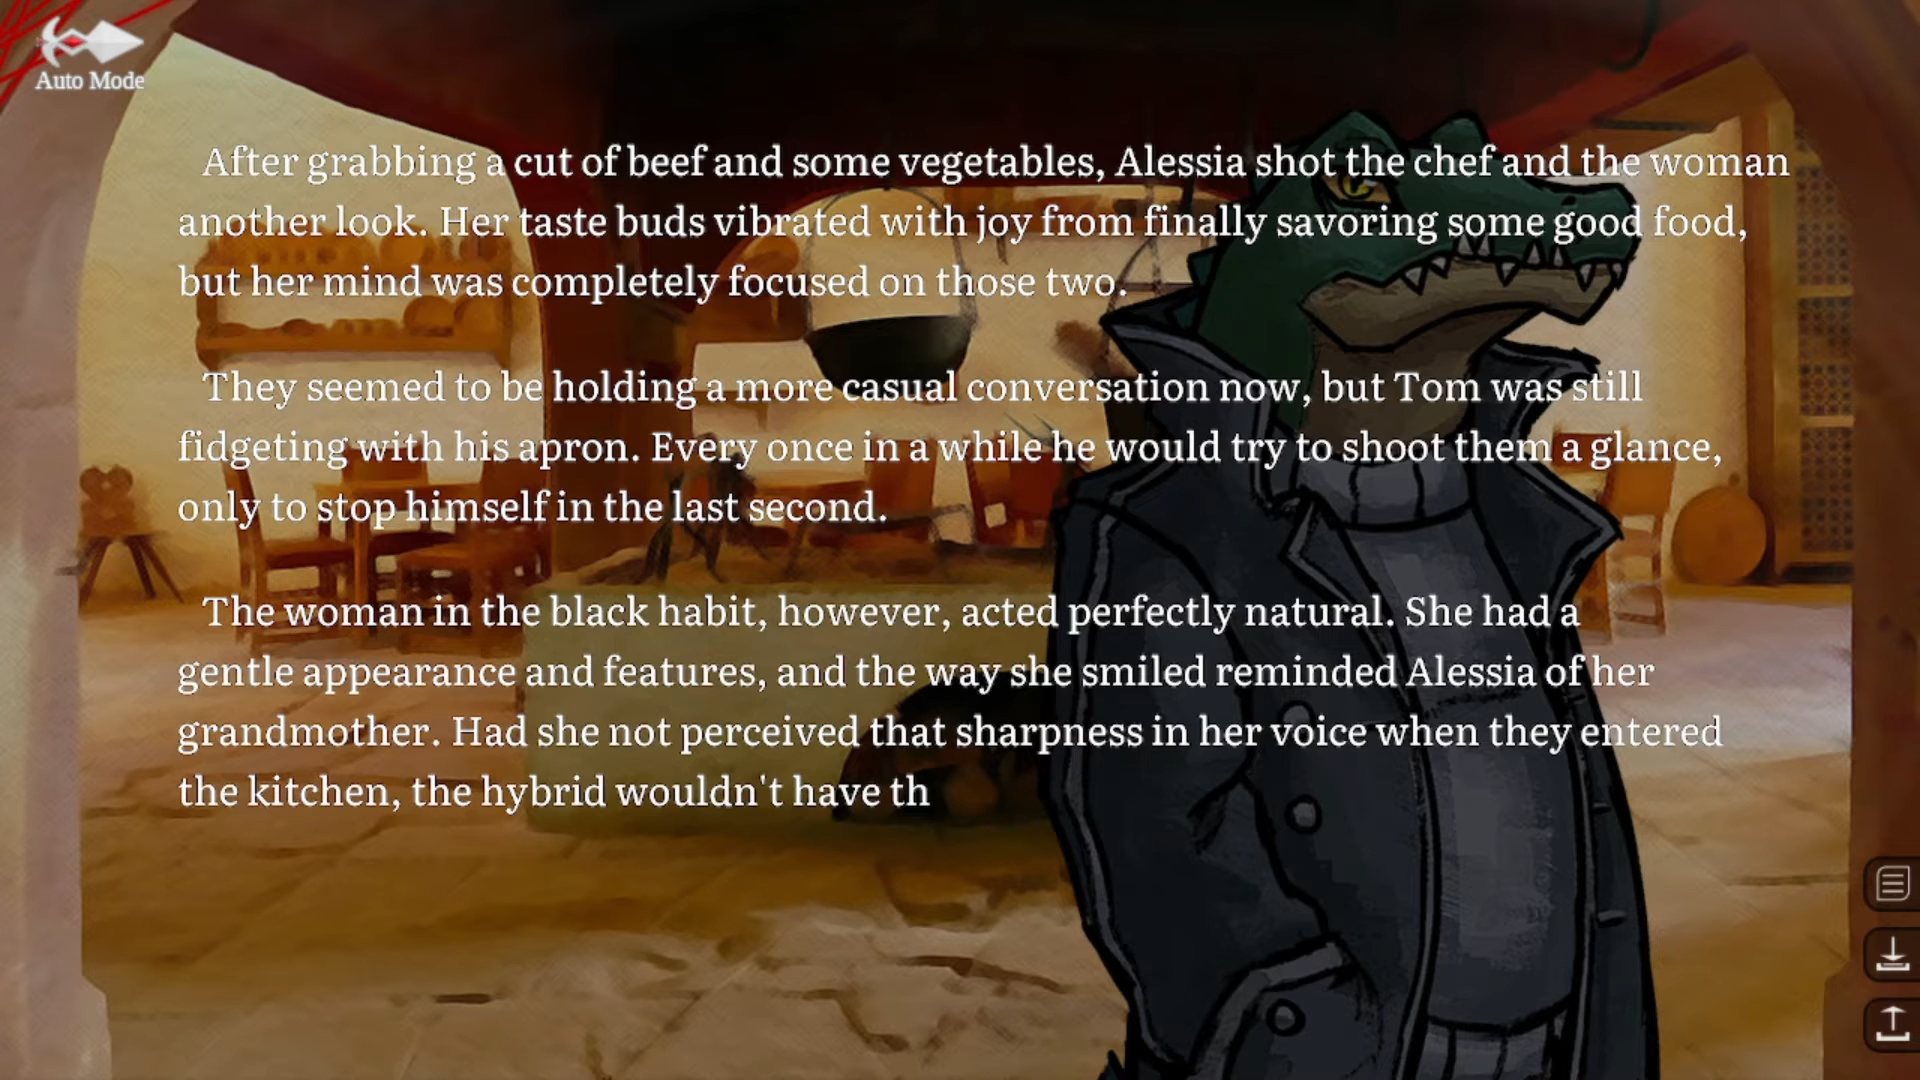 Auto Mode
After grabbing a cut of beef and some vegetables, Alessia shot the chef and the woman
another look. Her taste buds vibrated with joy from finally savoring some good food,
but her mind was completely focused on those two.
They seemed to be holding a more casual conversation now, but Tom was still
fidgeting with his apron. Every once in a while he would try to shoot them a glance,
only to stop himself in the last second.
The woman in the black habit, however, acted perfectly natural. She had a
gentle appearance and features, and the way she smiled reminded Alessia of her
grandmother. Had she not perceived that sharpness in her voice when they entered
the kitchen, the hybrid wouldn't have th